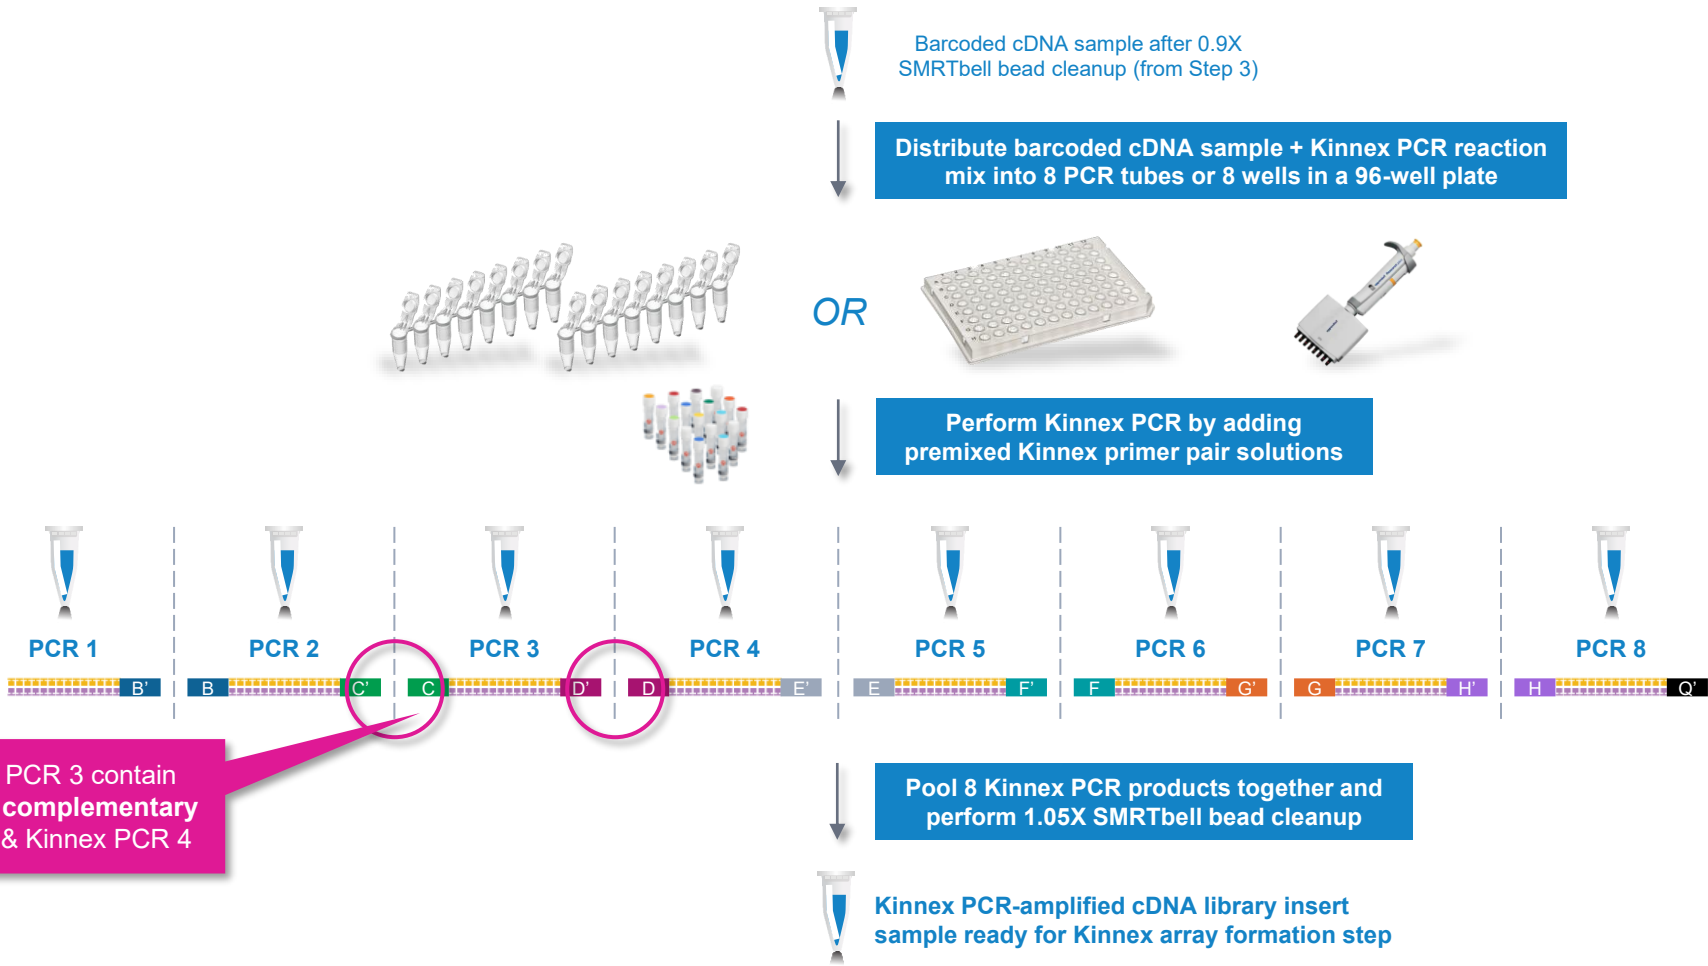 Barcoded cDNA sample after 0.9X
SMRTbell bead cleanup (from Step 3)
Distribute barcoded cDNA sample + Kinnex PCR reaction
mix into 8 PCR tubes or 8 wells in a 96-well plate
OR
Perform Kinnex PCR by adding
premixed Kinnex primer pair solutions
PCR 1
PCR 2
PCR 3
PCR 4
PCR 5
PCR 6
PCR 7
PCR 8
B’
B
C’
C
D’
D
E’
E
F’
F
G’
G
H’
H
Q’
PCR 3 contain
complementary
& Kinnex PCR 4
Pool 8 Kinnex PCR products together and
perform 1.05X SMRTbell bead cleanup
Kinnex PCR-amplified cDNA library insert
sample ready for Kinnex array formation step